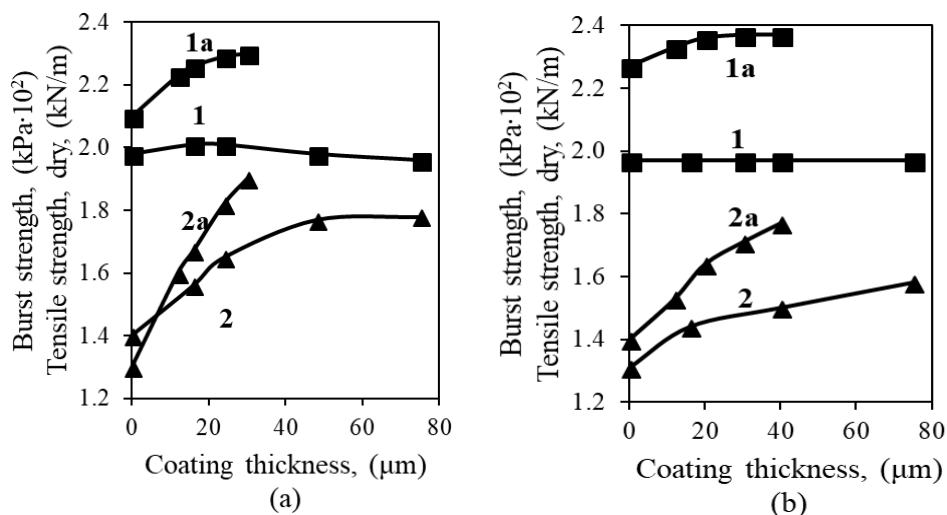 Burst strength, (kPa·10²)
Tensile strength, dry, (kN/m)
2.4
2.2
2.0
1.8
1.6
1.4
1.2
1a
1
2a
2
0 20 40 60 80
Coating thickness, (μm)
(a)
Burst strength, (kPa·10²)
Tensile strength, dry, (kN/m)
2.4
2.2
2.0
1.8
1.6
1.4
1.2
1a
1
2a
2
0 20 40 60 80
Coating thickness, (μm)
(b)